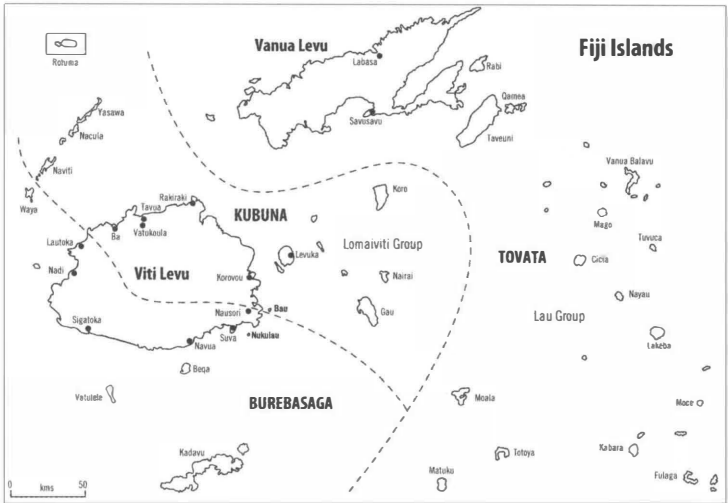 Fiji Islands
Vanua Levu
Labasa
Rabi
Rotuma
Qamea
Yasawa
Savusavu
Taveuni
Nacula
Naviti
Vanua Balavu
Waya
Rakiraki
Koro
Tavua
KUBUNA
Mago
Ba
Vatukoula
Lautoka
Levuka
Lomaiviti Group
Tuvuca
TOVATA
Cicia
Nadi
Viti Levu
Korovou
Nairai
Nayau
Sigatoka
Nausori
Bau
Gau
Lau Group
Suva
Nukulau
Navua
Lakeba
Beqa
Vatulele
BUREBASAGA
Moala
Moce
Kadavu
Totoya
Kabara
Matuku
Fulaga
0 kms 50